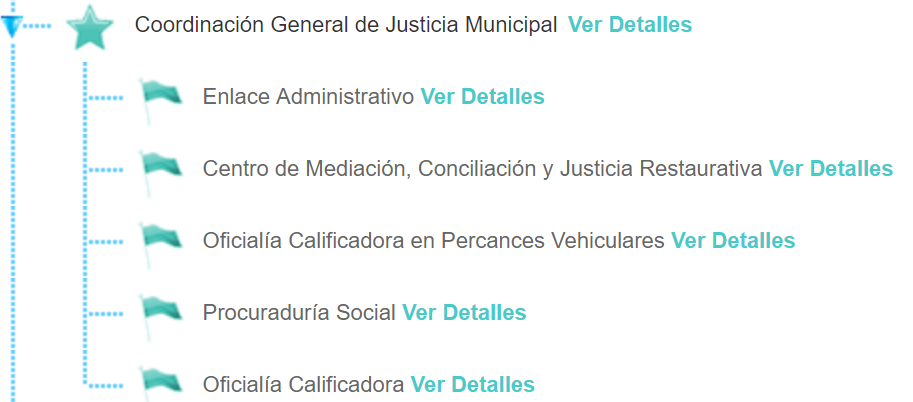 Coordinación General de Justicia Municipal Ver Detalles
Enlace Administrativo Ver Detalles
Centro de Mediación, Conciliación y Justicia Restaurativa Ver Detalles
Oficialía Calificadora en Percances Vehiculares Ver Detalles
Procuraduría Social Ver Detalles
Oficialía Calificadora Ver Detalles